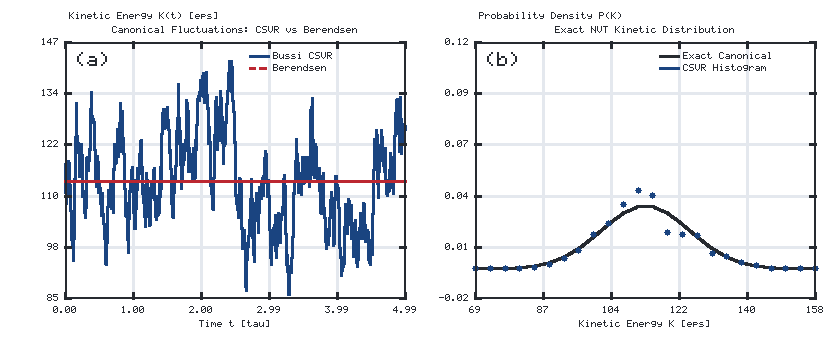 Kinetic Energy K(t) [eps]
Canonical Fluctuations: CSVR vs Berendsen
147
134
122
110
98
85
(a)
Bussi CSVR
Berendsen
0.00
1.00
2.00
2.99
3.99
4.99
Time t [tau]
Probability Density P(K)
Exact NVT Kinetic Distribution
0.12
0.09
0.07
0.04
0.01
-0.02
(b)
Exact Canonical
CSVR Histogram
69
87
104
122
140
158
Kinetic Energy K [eps]